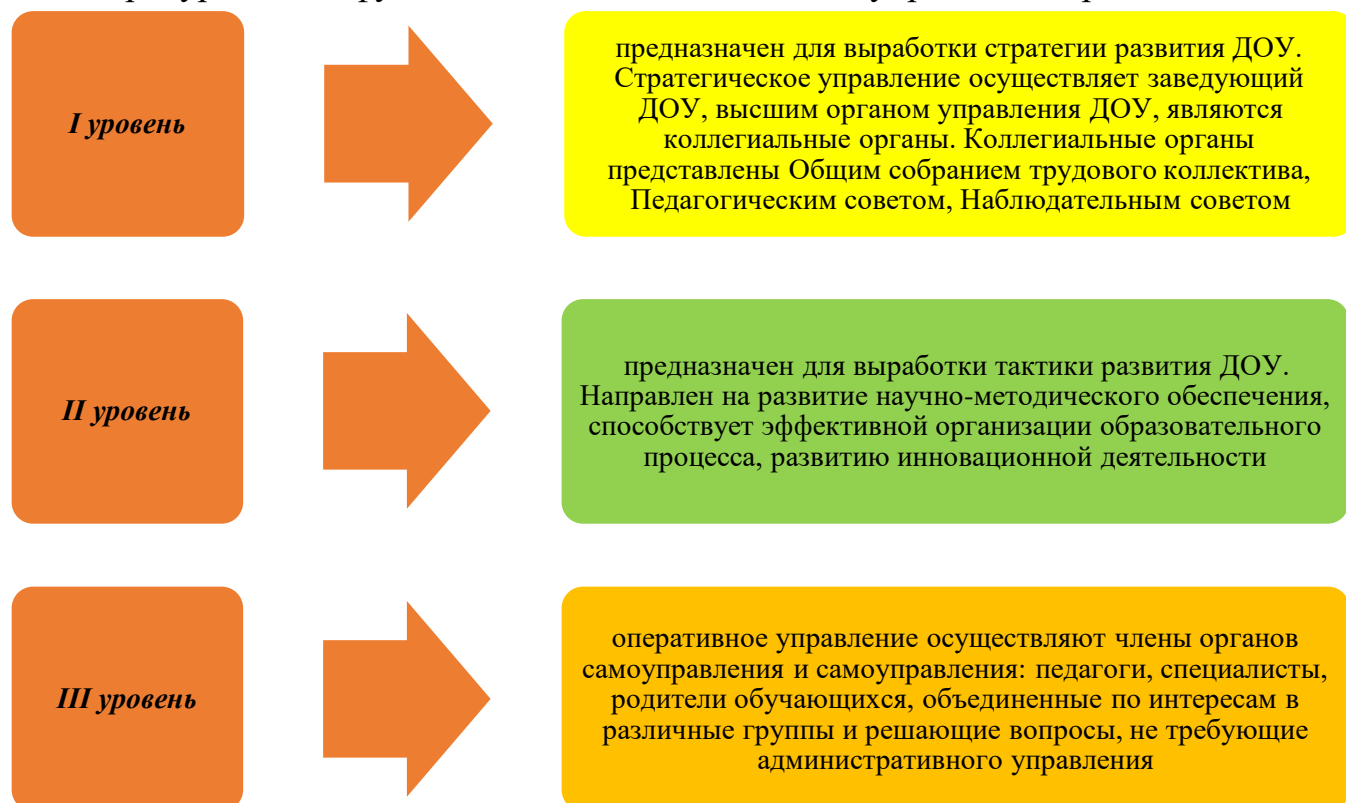 I уровень
предназначен для выработки стратегии развития ДОУ.
Стратегическое управление осуществляет заведующий
ДОУ, высшим органом управления ДОУ, являются
коллегиальные органы. Коллегиальные органы
представлены Общим собранием трудового коллектива,
Педагогическим советом, Наблюдательным советом
II уровень
предназначен для выработки тактики развития ДОУ.
Направлен на развитие научно-методического обеспечения,
способствует эффективной организации образовательного
процесса, развитию инновационной деятельности
III уровень
оперативное управление осуществляют члены органов
самоуправления и самоуправления: педагоги, специалисты,
родители обучающихся, объединенные по интересам в
различные группы и решающие вопросы, не требующие
административного управления